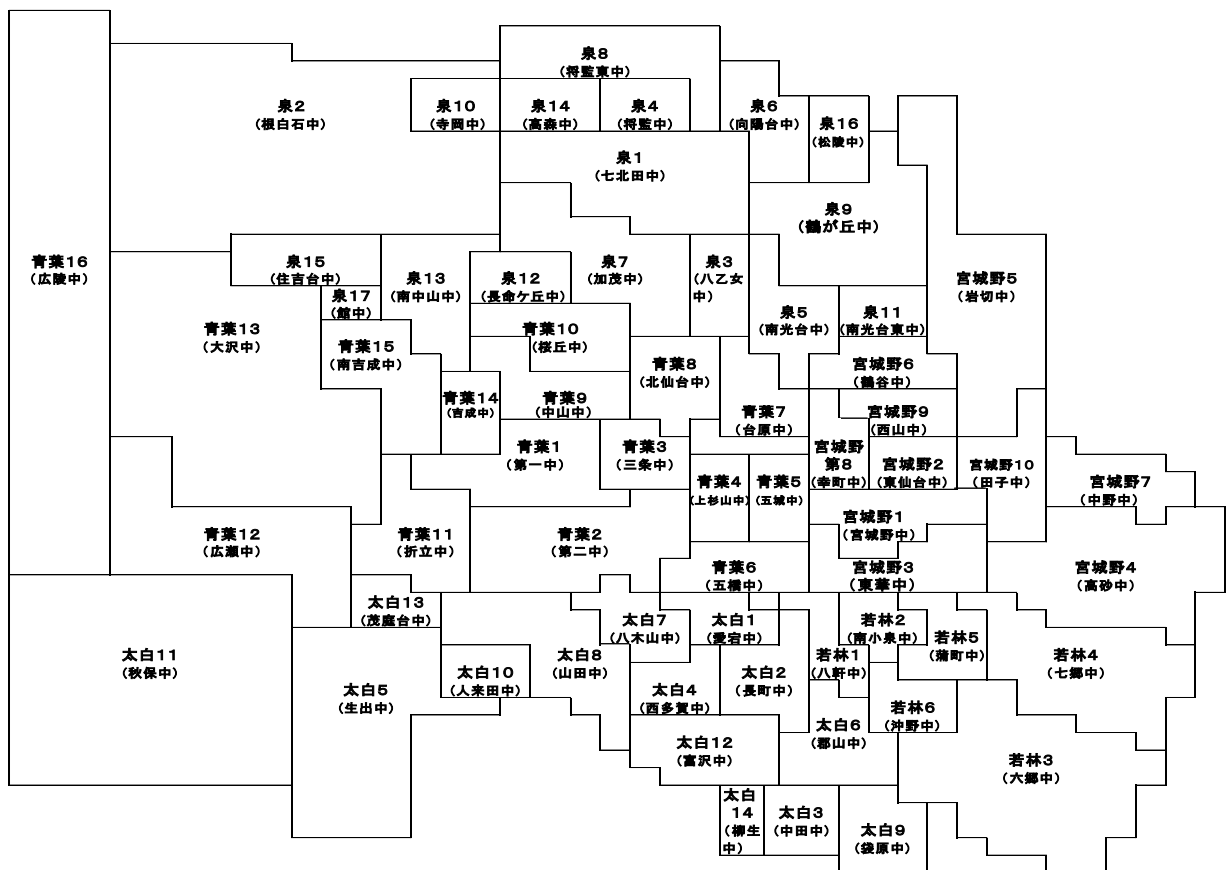 泉8
(将監東中)
泉2
(根白石中)
泉10
(寺岡中)
泉14
(高森中)
泉4
(将監中)
泉6
(向陽台中)
泉16
(松陵中)
泉1
(七北田中)
泉9
(鶴が丘中)
青葉16
(広陵中)
泉15
(住吉台中)
泉13
(南中山中)
泉12
(長命ケ丘中)
泉7
(加茂中)
泉3
(八乙女
中)
宮城野5
(岩切中)
泉17
(館中)
泉5
(南光台中)
泉11
(南光台東中)
青葉13
(大沢中)
青葉15
(南吉成中)
青葉10
(桜丘中)
青葉8
(北仙台中)
宮城野6
(鶴谷中)
青葉14
(吉成中)
青葉9
(中山中)
青葉7
(台原中)
宮城野9
(西山中)
青葉1
(第一中)
青葉3
(三条中)
宮城野
第8
(幸町中)
宮城野2
(東仙台中)
宮城野10
(田子中)
青葉4
(上杉山中)
青葉5
(五城中)
宮城野7
(中野中)
青葉12
(広瀬中)
青葉11
(折立中)
青葉2
(第二中)
宮城野1
(宮城野中)
青葉6
(五橋中)
宮城野3
(東華中)
宮城野4
(高砂中)
太白13
(茂庭台中)
太白7
(八木山中)
太白1
(愛宕中)
若林2
(南小泉中)
若林5
(蒲町中)
太白11
(秋保中)
太白8
(山田中)
若林1
(八軒中)
若林4
(七郷中)
太白5
(生出中)
太白10
(人来田中)
太白4
(西多賀中)
太白2
(長町中)
太白6
(郡山中)
若林6
(沖野中)
太白12
(富沢中)
若林3
(六郷中)
太白
14
(柳生
中)
太白3
(中田中)
太白9
(袋原中)